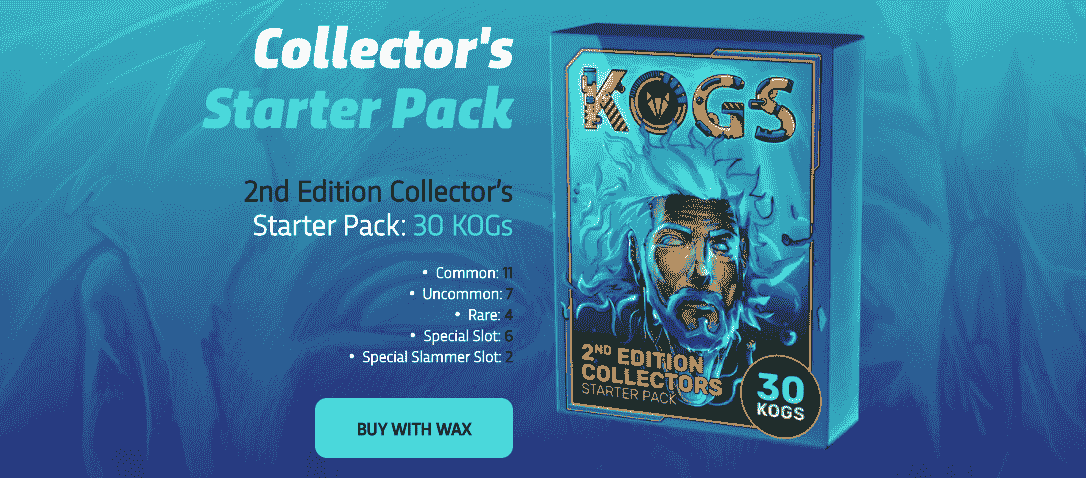 Collector's
Starter Pack
2nd Edition Collector's
Starter Pack: 30 KOGs
• Common: 11
• Uncommon: 7
• Rare: 4
• Special Slot: 6
• Special Slammer Slot: 2
BUY WITH WAX
KOGS
2ND EDITION
COLLECTORS
STARTER PACK
30
KOGS